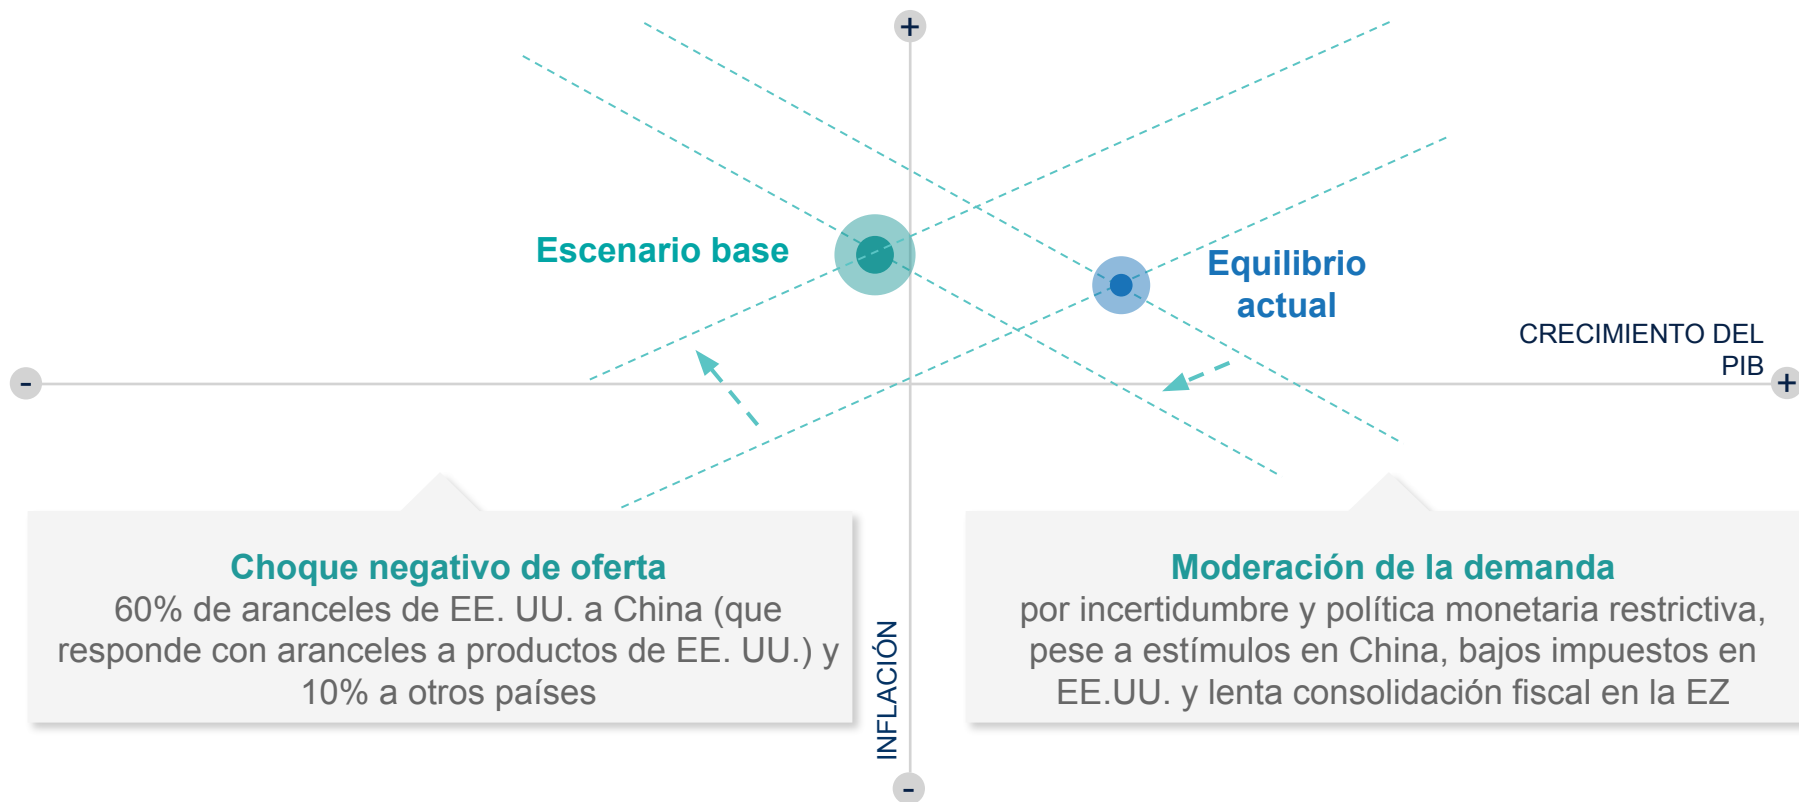 +
Escenario base
Equilibrio
actual
CRECIMIENTO DEL
PIB
-
+
Choque negativo de oferta
60% de aranceles de EE. UU. a China (que
responde con aranceles a productos de EE. UU.) y
10% a otros países
INFLACIÓN
Moderación de la demanda
por incertidumbre y política monetaria restrictiva,
pese a estímulos en China, bajos impuestos en
EE.UU. y lenta consolidación fiscal en la EZ
-